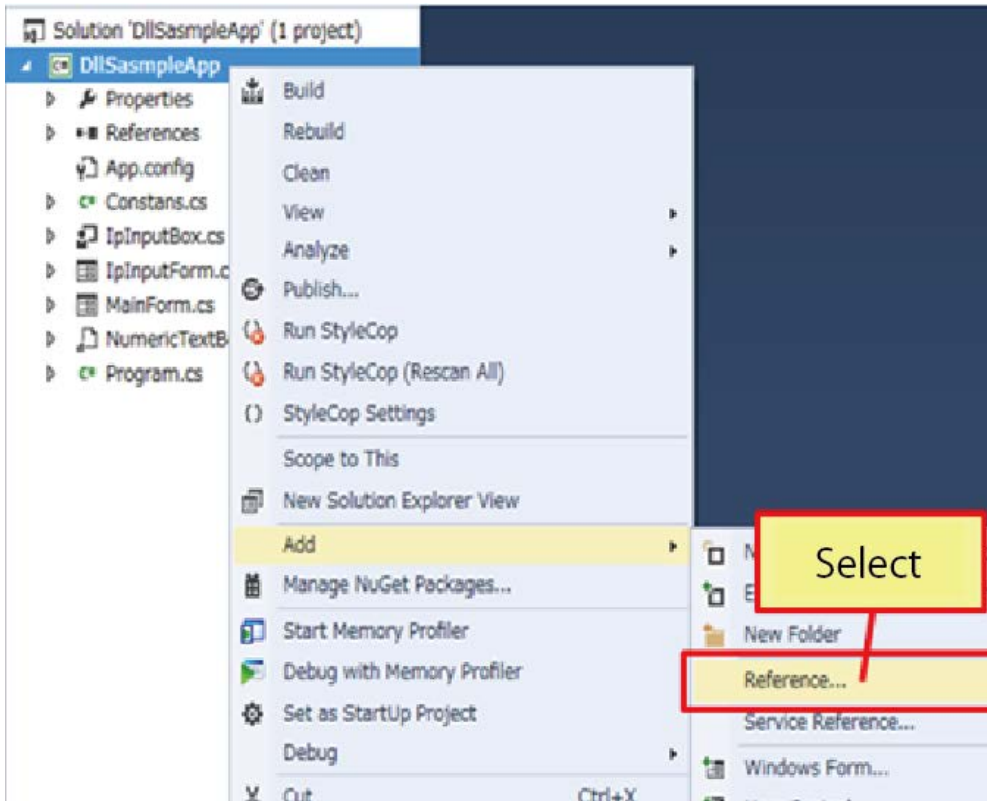 Solution 'DllSasmpleApp' (1 project)
DllSasmpleApp
Properties
References
App.config
Constans.cs
IpInputBox.cs
IpInputForm.c
MainForm.cs
NumericTextB
Program.cs
Build
Rebuild
Clean
View
Analyze
Publish...
Run StyleCop
Run StyleCop (Rescan All)
StyleCop Settings
Scope to This
New Solution Explorer View
Add
Manage NuGet Packages...
Start Memory Profiler
Debug with Memory Profiler
Set as StartUp Project
Debug
Cut Ctrl+X
Select
New Folder
Reference...
Service Reference...
Windows Form...